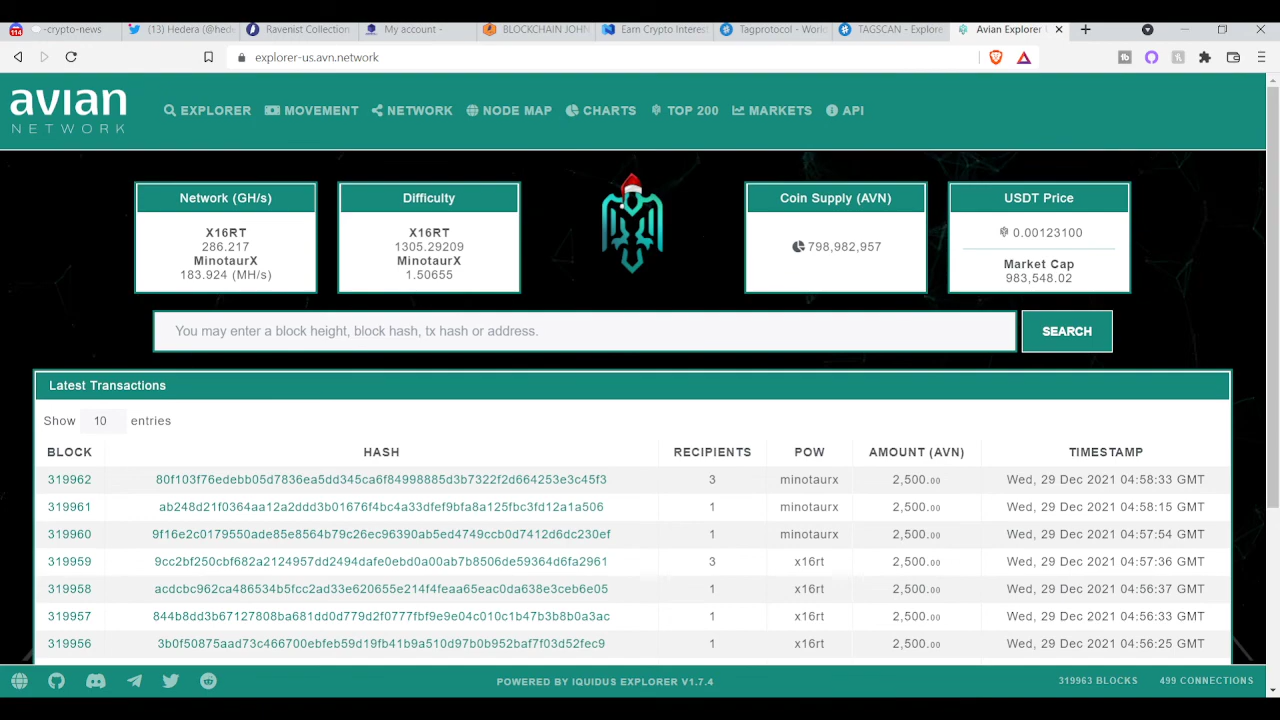 114
-crypto-news
(13) Hedera (@hede
Ravenist Collection
My account -
BLOCKCHAIN JOHN
Earn Crypto Interest
Tagprotocol - Worl
TAGSCAN - Explore
Avian Explorer
explorer-us.avn.network
avian
NETWORK
EXPLORER
MOVEMENT
NETWORK
NODE MAP
CHARTS
TOP 200
MARKETS
API
Network (GH/s)
X16RT
286.217
MinotaurX
183.924 (MH/s)
Difficulty
X16RT
1305.29209
MinotaurX
1.50655
Coin Supply (AVN)
798,982,957
USDT Price
0.00123100
Market Cap
983,548.02
You may enter a block height, block hash, tx hash or address.
SEARCH
Latest Transactions
Show 10 entries
BLOCK HASH RECIPIENTS POW AMOUNT (AVN) TIMESTAMP
319962 80f103f76edebb05d7836ea5dd345ca6f84998885d3b7322f2d664253e3c45f3 3 minotaurx 2,500.00 Wed, 29 Dec 2021 04:58:33 GMT
319961 ab248d21f0364aa12a2ddd3b01676f4bc4a33dfef9bfa8a125fbc3fd12a1a506 1 minotaurx 2,500.00 Wed, 29 Dec 2021 04:58:15 GMT
319960 9f16e2c0179550ade85e8564b79c26ec96390ab5ed4749ccb0d7412d6dc230ef 1 minotaurx 2,500.00 Wed, 29 Dec 2021 04:57:54 GMT
319959 9cc2bf250cbf682a2124957dd2494dafe0ebd0a00ab7b8506de59364d6fa2961 3 x16rt 2,500.00 Wed, 29 Dec 2021 04:57:36 GMT
319958 acdcbc962ca486534b5fcc2ad33e620655e214f4feaa65eac0da638e3ceb6e05 1 x16rt 2,500.00 Wed, 29 Dec 2021 04:56:37 GMT
319957 844b8dd3b67127808ba681dd0d779d2f0777fbf9e9e04c010c1b47b3b8b0a3ac 1 x16rt 2,500.00 Wed, 29 Dec 2021 04:56:34 GMT
319956 3b0f50875aad73c466700ebfeb59d19fb41b9a510d97b0b952baf7f03d52fec9 1 x16rt 2,500.00 Wed, 29 Dec 2021 04:56:25 GMT
POWERED BY IQUIDUS EXPLORER V1.7.4
319963 BLOCKS
499 CONNECTIONS